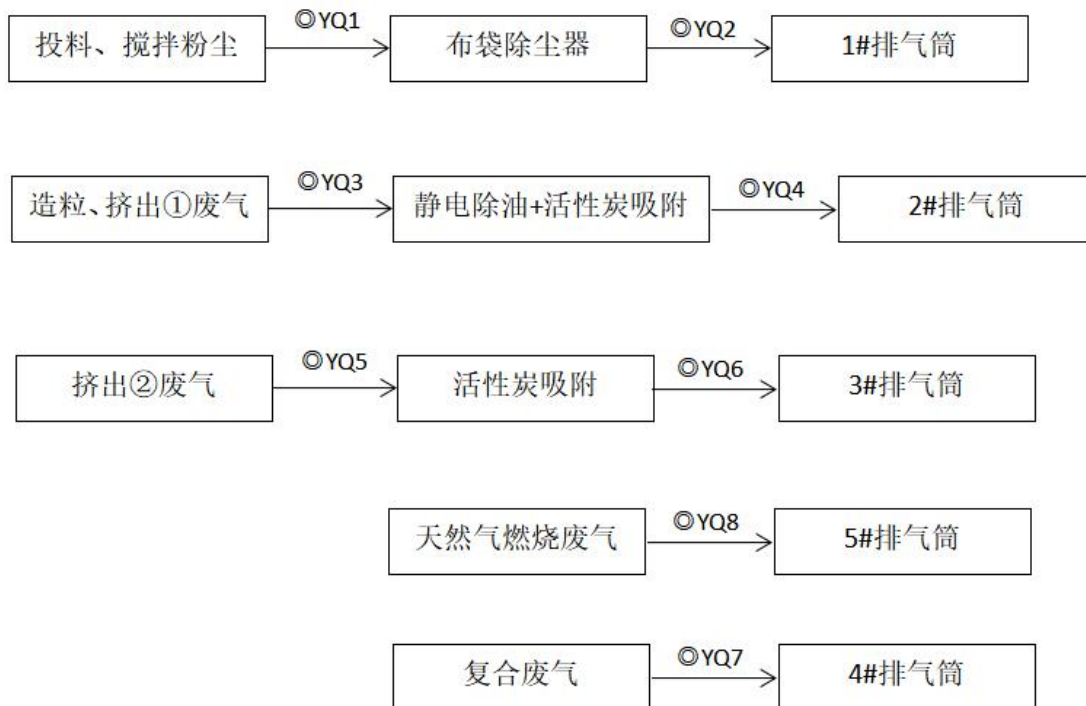 投料、搅拌粉尘 ◎YQ1 布袋除尘器 ◎YQ2 1#排气筒
造粒、挤出①废气 ◎YQ3 静电除油+活性炭吸附 ◎YQ4 2#排气筒
挤出②废气 ◎YQ5 活性炭吸附 ◎YQ6 3#排气筒
天然气燃烧废气 ◎YQ8 5#排气筒
复合废气 ◎YQ7 4#排气筒